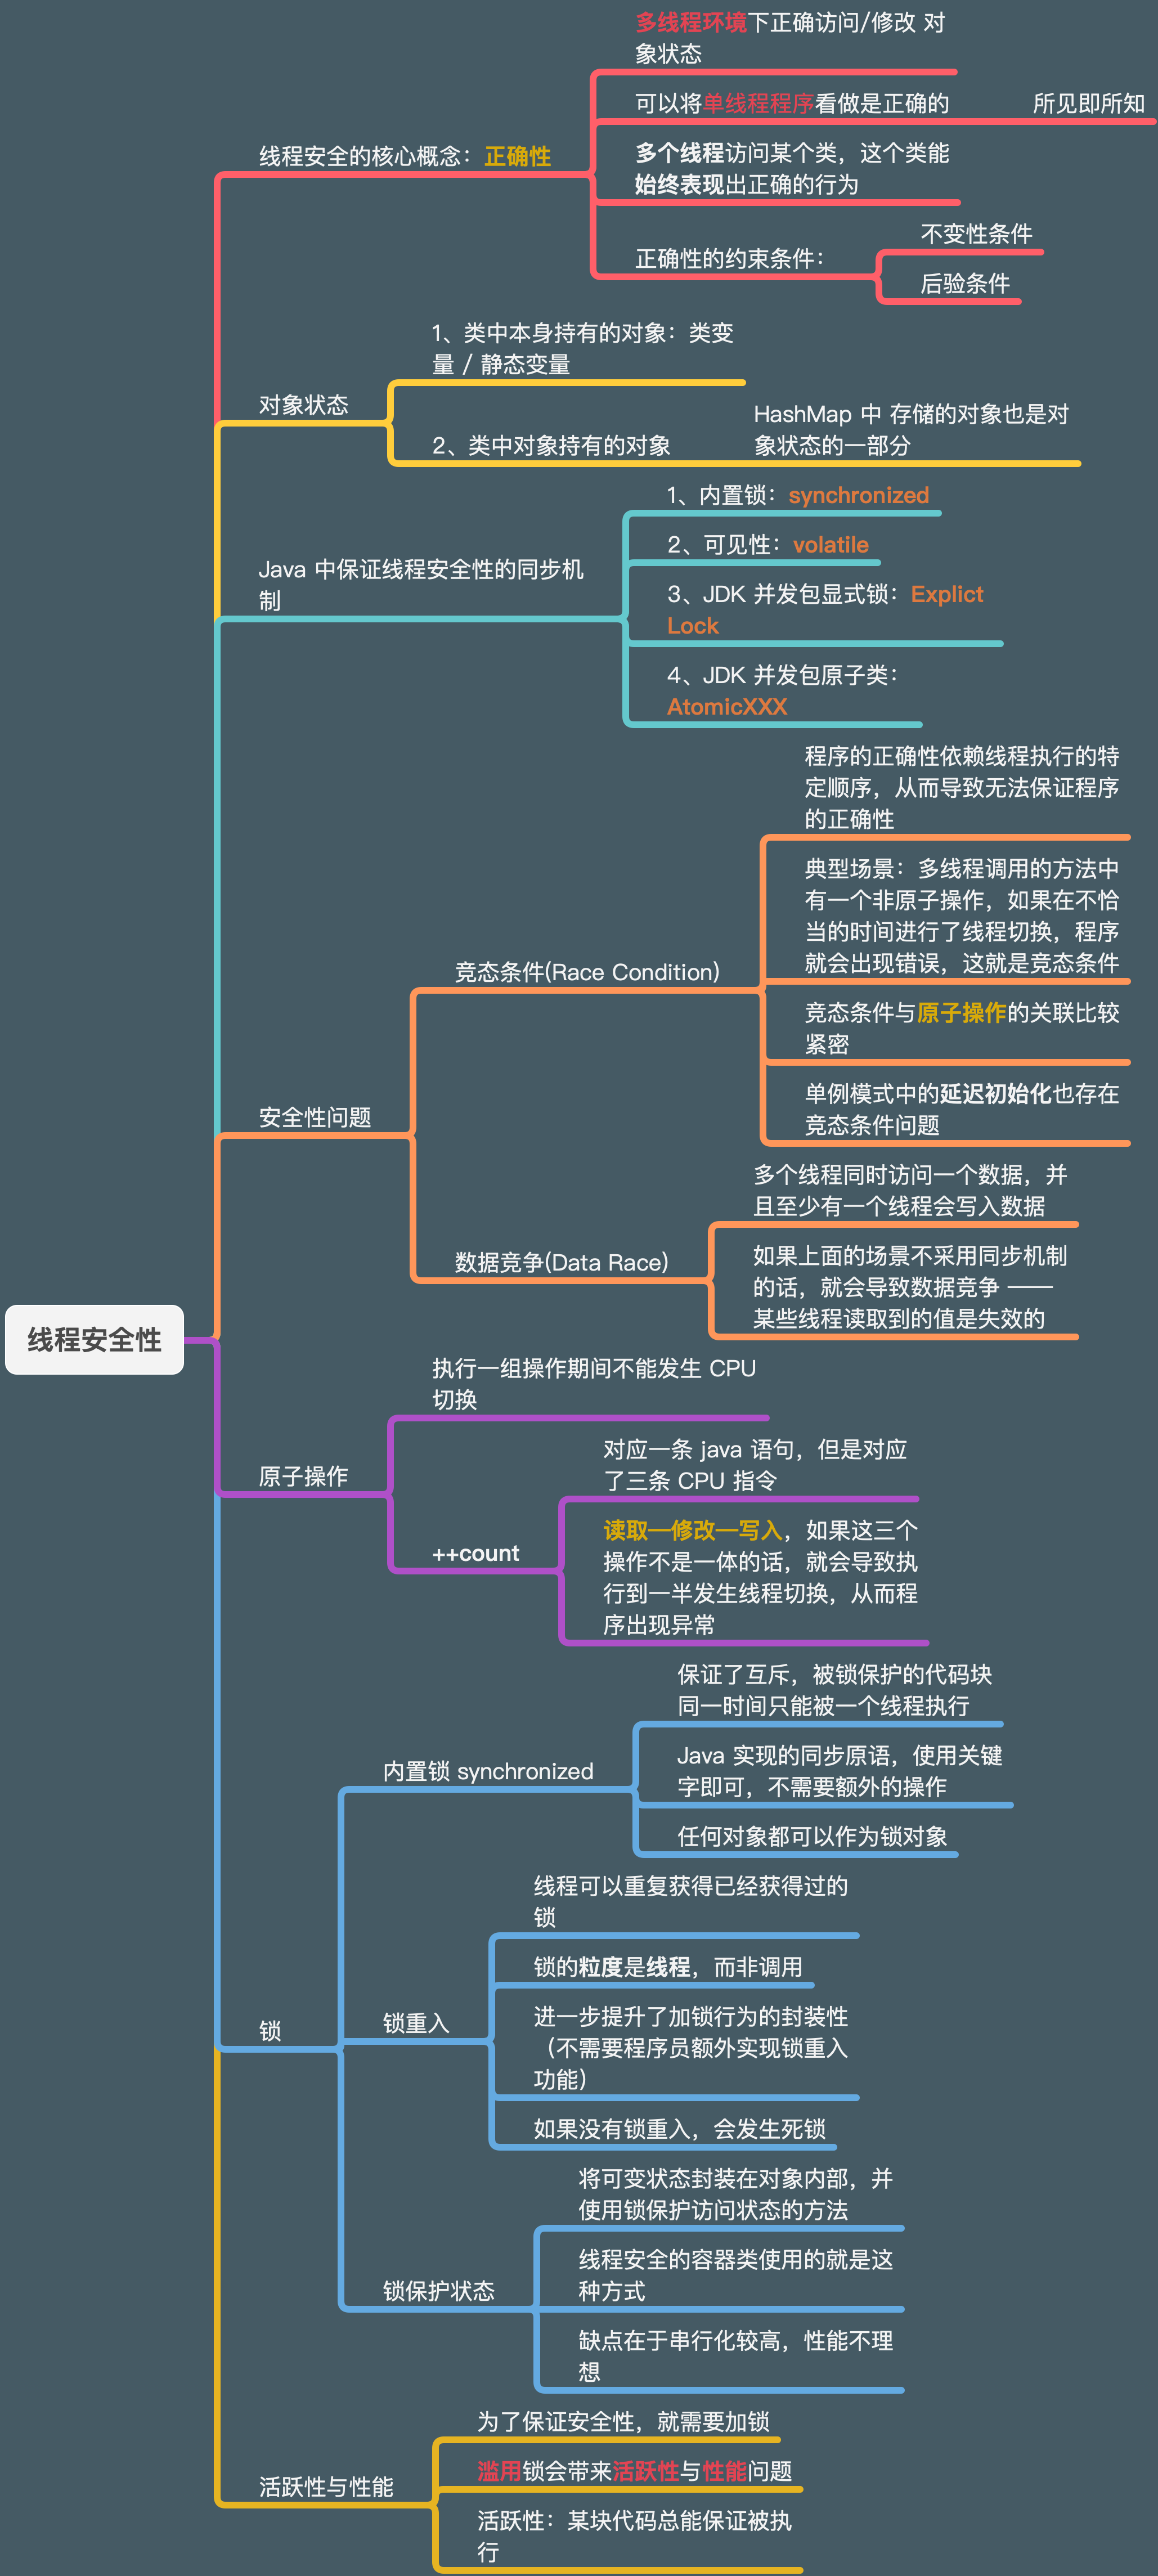 线程安全性
线程安全的核心概念：正确性
多线程环境下正确访问/修改 对
象状态
可以将单线程程序看做是正确的
所见即所知
多个线程访问某个类，这个类能
始终表现出正确的行为
正确性的约束条件：
不变性条件
后验条件
对象状态
1、类中本身持有的对象：类变
量 / 静态变量
2、类中对象持有的对象
HashMap 中 存储的对象也是对
象状态的一部分
Java 中保证线程安全性的同步机
制
1、内置锁：synchronized
2、可见性：volatile
3、JDK 并发包显式锁：Explict
Lock
4、JDK 并发包原子类：
AtomicXXX
安全性问题
竞态条件(Race Condition)
程序的正确性依赖线程执行的特
定顺序，从而导致无法保证程序
的正确性
典型场景：多线程调用的方法中
有一个非原子操作，如果在不恰
当的时间进行了线程切换，程序
就会出现错误，这就是竞态条件
竞态条件与原子操作的关联比较
紧密
单例模式中的延迟初始化也存在
竞态条件问题
数据竞争(Data Race)
多个线程同时访问一个数据，并
且至少有一个线程会写入数据
如果上面的场景不采用同步机制
的话，就会导致数据竞争 ——
某些线程读取到的值是失效的
原子操作
执行一组操作期间不能发生 CPU
切换
++count
对应一条 java 语句，但是对应
了三条 CPU 指令
读取—修改—写入，如果这三个
操作不是一体的话，就会导致执
行到一半发生线程切换，从而程
序出现异常
锁
内置锁 synchronized
保证了互斥，被锁保护的代码块
同一时间只能被一个线程执行
Java 实现的同步原语，使用关键
字即可，不需要额外的操作
任何对象都可以作为锁对象
锁重入
线程可以重复获得已经获得过的
锁
锁的粒度是线程，而非调用
进一步提升了加锁行为的封装性
（不需要程序员额外实现锁重入
功能）
如果没有锁重入，会发生死锁
锁保护状态
将可变状态封装在对象内部，并
使用锁保护访问状态的方法
线程安全的容器类使用的就是这
种方式
缺点在于串行化较高，性能不理
想
活跃性与性能
为了保证安全性，就需要加锁
滥用锁会带来活跃性与性能问题
活跃性：某块代码总能保证被执
行